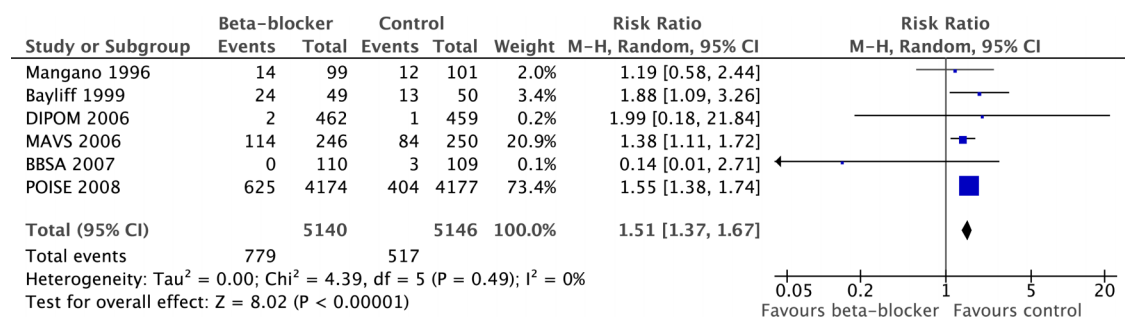 Beta-blocker Control Risk Ratio Risk Ratio
Study or Subgroup Events Total Events Total Weight M-H, Random, 95% CI M-H, Random, 95% CI
Mangano 1996 14 99 12 101 2.0% 1.19 [0.58, 2.44]
Bayliff 1999 24 49 13 50 3.4% 1.88 [1.09, 3.26]
DIPOM 2006 2 462 1 459 0.2% 1.99 [0.18, 21.84]
MAVS 2006 114 246 84 250 20.9% 1.38 [1.11, 1.72]
BBSA 2007 0 110 3 109 0.1% 0.14 [0.01, 2.71]
POISE 2008 625 4174 404 4177 73.4% 1.55 [1.38, 1.74]
Total (95% CI) 5140 5146 100.0% 1.51 [1.37, 1.67]
Total events 779 517
Heterogeneity: Tau² = 0.00; Chi² = 4.39, df = 5 (P = 0.49); I² = 0%
Test for overall effect: Z = 8.02 (P < 0.00001)
0.05 0.2 1 5 20
Favours beta-blocker Favours control